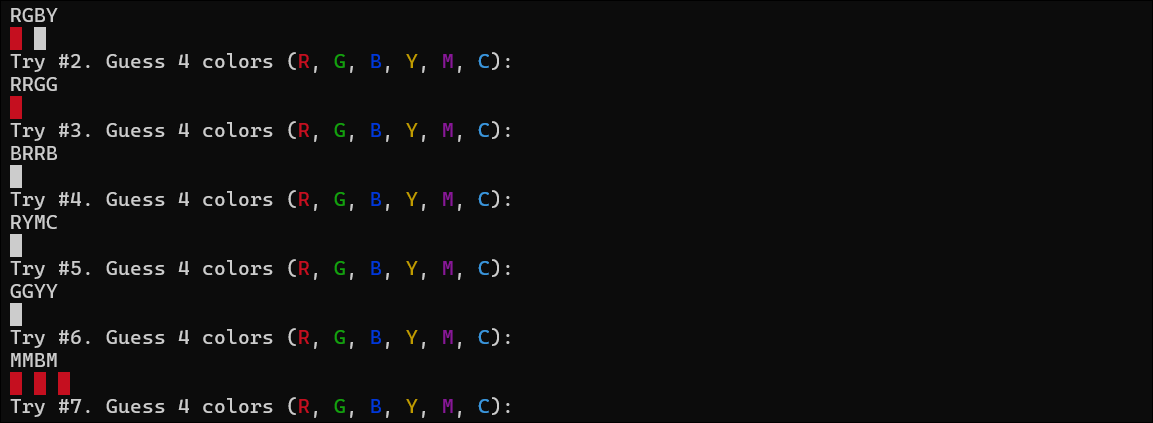 RGBY
Try #2. Guess 4 colors (R, G, B, Y, M, C):
RRGG
Try #3. Guess 4 colors (R, G, B, Y, M, C):
BRRB
Try #4. Guess 4 colors (R, G, B, Y, M, C):
RYMC
Try #5. Guess 4 colors (R, G, B, Y, M, C):
GGYY
Try #6. Guess 4 colors (R, G, B, Y, M, C):
MMBM
Try #7. Guess 4 colors (R, G, B, Y, M, C):